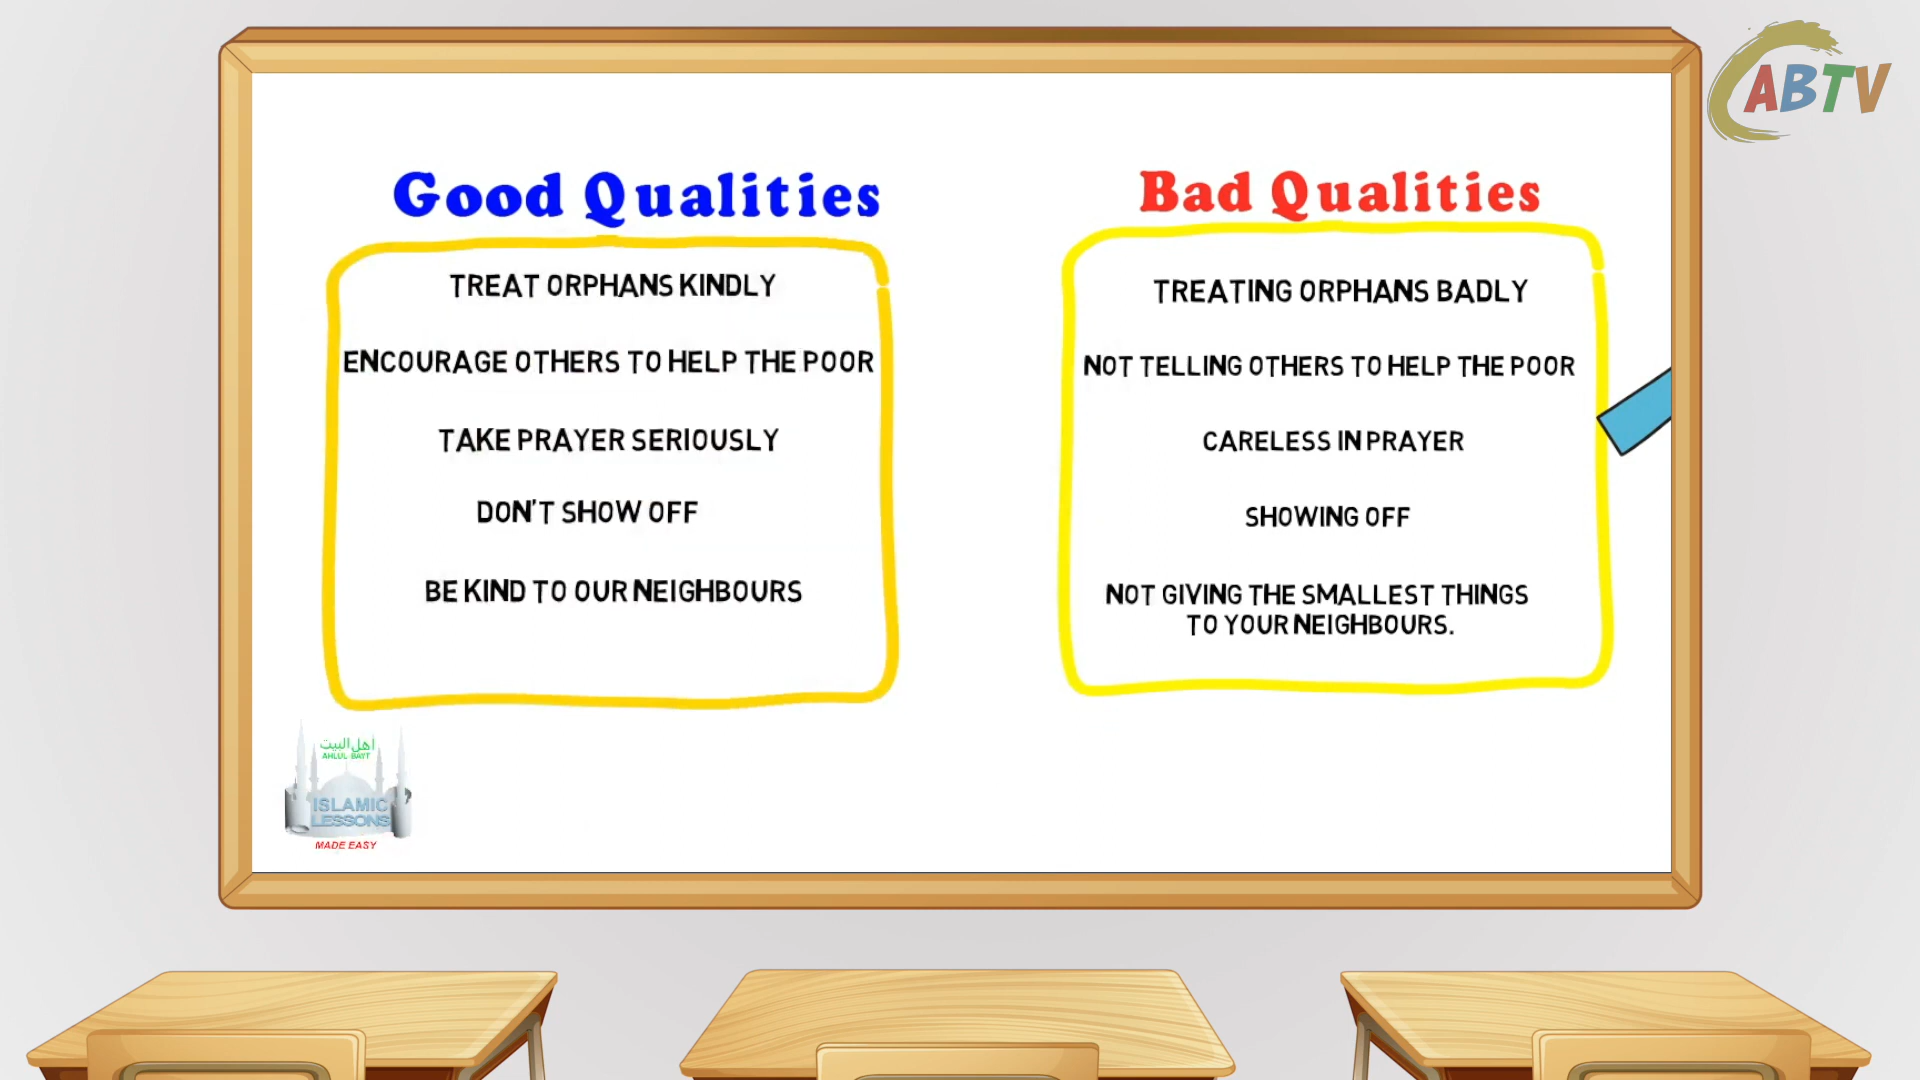 ABTV
Good Qualities
TREAT ORPHANS KINDLY
ENCOURAGE OTHERS TO HELP THE POOR
TAKE PRAYER SERIOUSLY
DON'T SHOW OFF
BE KIND TO OUR NEIGHBOURS
Bad Qualities
TREATING ORPHANS BADLY
NOT TELLING OTHERS TO HELP THE POOR
CARELESS IN PRAYER
SHOWING OFF
NOT GIVING THE SMALLEST THINGS
TO YOUR NEIGHBOURS.
أهل البيت
AHLUL BAYT
ISLAMIC
LESSONS
MADE EASY